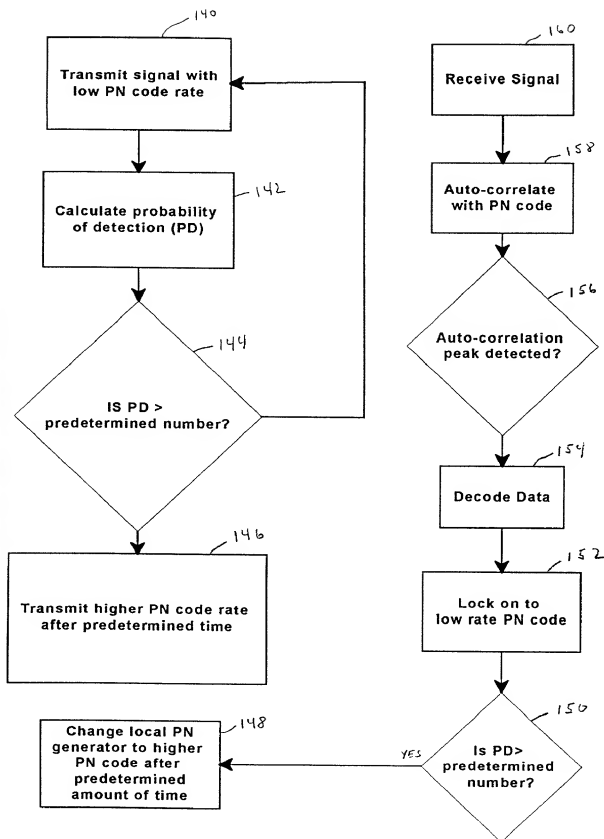 140
Transmit signal with
low PN code rate
142
Calculate probability
of detection (PD)
144
IS PD >
predetermined number?
146
Transmit higher PN code rate
after predetermined time
148
Change local PN
generator to higher
PN code after
predetermined
amount of time
160
Receive Signal
158
Auto-correlate
with PN code
156
Auto-correlation
peak detected?
154
Decode Data
152
Lock on to
low rate PN code
150
Is PD>
predetermined
number?
YES